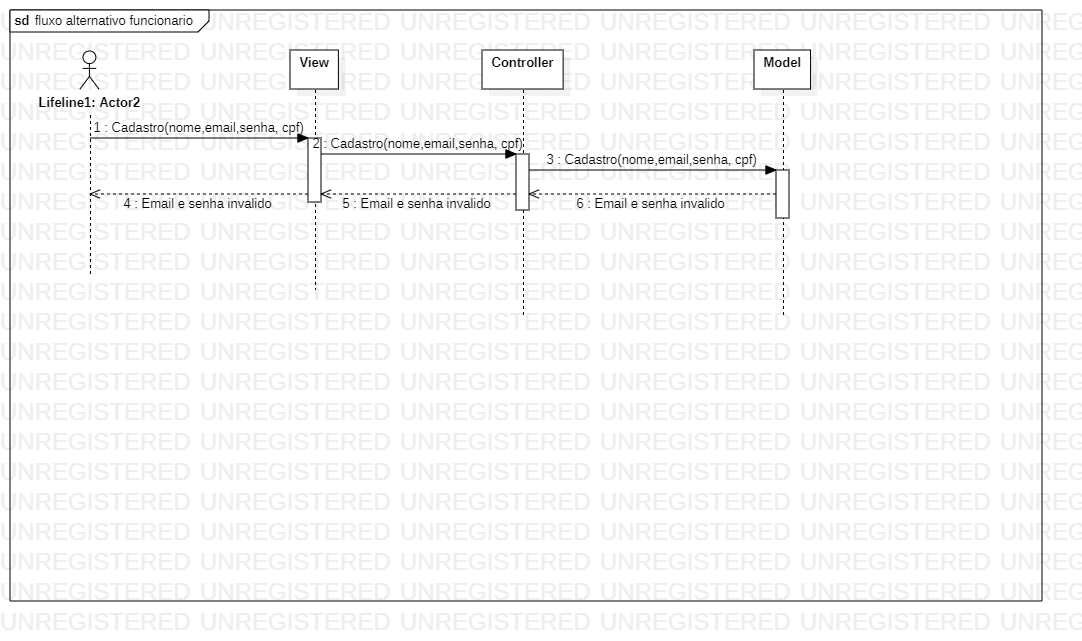 sd fluxo alternativo funcionario
View
Controller
Model
Lifeline1: Actor2
1 : Cadastro(nome,email,senha, cpf)
2 : Cadastro(nome,email,senha, cpf)
3 : Cadastro(nome,email,senha, cpf)
4 : Email e senha invalido
5 : Email e senha invalido
6 : Email e senha invalido
UNREGISTERED UNREGISTERED UNREGISTERED UNREGISTERED UNREGISTERED UNREG